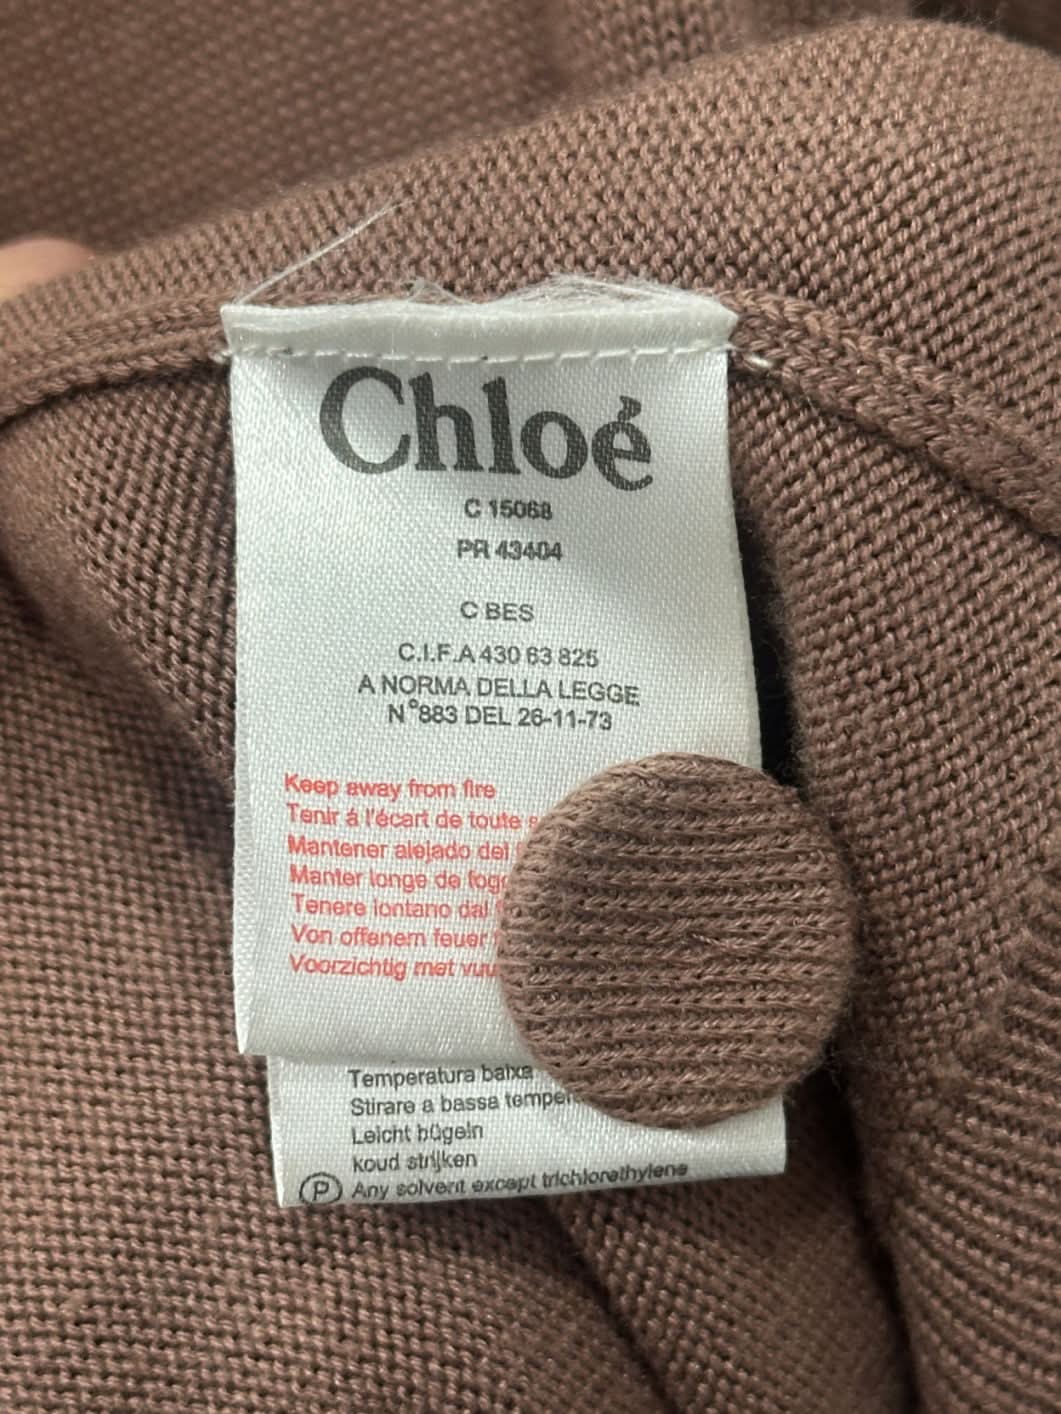 Chloé
C 15068
PR 43404
C BES
C.I.F.A 430 63 825
A NORMA DELLA LEGGE
N°883 DEL 26-11-73
Keep away from fire
Tenir á l'écart de toute
Mantener alejado del
Manter longe de fogo
Tenere lontano dal
Von offenem feuer
Voorzichtig met vuu
Temperatura baixa
Stirare a bassa temper
Leicht bügeln
koud strijken
P Any solvent except trichlorethylene